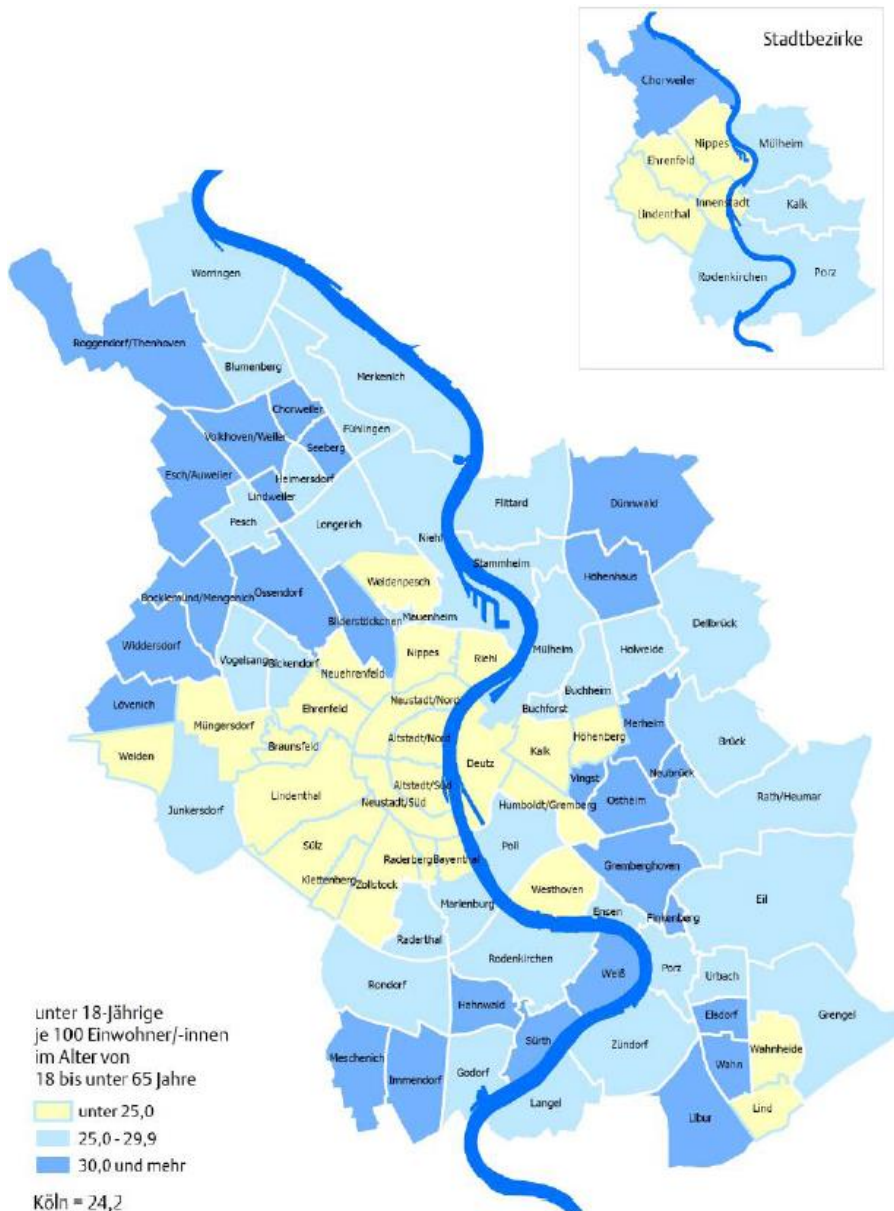 Stadtbezirke
Chorweiler
Nippes
Mülheim
Ehrenfeld
Innenstadt
Kalk
Lindenthal
Rodenkirchen
Porz
Worringen
Roggendorf/Thenhoven
Blumenberg
Merkenich
Chorweiler
Fühlingen
Volkhoven/Weiler
Seeberg
Esch/Auweiler
Heimersdorf
Lindweiler
Pesch
Longerich
Flittard
Dünnwald
Niehl
Stammheim
Weidenpesch
Höhenhaus
Ossendorf
Bocklemünd/Mengenich
Bilderstöckchen
Mauenheim
Dellbrück
Widdersdorf
Vogelsang
Bickendorf
Nippes
Riehl
Mülheim
Holweide
Neuehrenfeld
Buchheim
Lövenich
Ehrenfeld
Neustadt/Nord
Buchforst
Merheim
Müngersdorf
Braunsfeld
Altstadt/Nord
Deutz
Kalk
Höhenberg
Brück
Weiden
Vingst
Neubrück
Lindenthal
Altstadt/Süd
Neustadt/Süd
Humboldt/Gremberg
Ostheim
Rath/Heumar
Junkersdorf
Sülz
Poll
Raderberg
Bayenthal
Gremberghoven
Klettenberg
Zollstock
Westhoven
Eil
Marienburg
Ensen
Finkenberg
Raderthal
Rodenkirchen
Weiß
Porz
Urbach
Rondorf
Hahnwald
Elsdorf
Grengel
Sürth
Zündorf
Wahnheide
Meschenich
Immendorf
Godorf
Wahn
Langel
Libur
Lind
unter 18-Jährige
je 100 Einwohner/-innen
im Alter von
18 bis unter 65 Jahre
unter 25,0
25,0 - 29,9
30,0 und mehr
Köln = 24,2